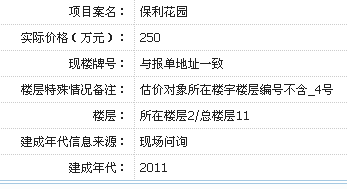 项目案名： 保利花园
实际价格（万元）： 250
现楼牌号： 与报单地址一致
楼层特殊情况备注： 估价对象所在楼宇楼层编号不含_4号
楼层： 所在楼层2/总楼层11
建成年代信息来源： 现场问询
建成年代： 2011